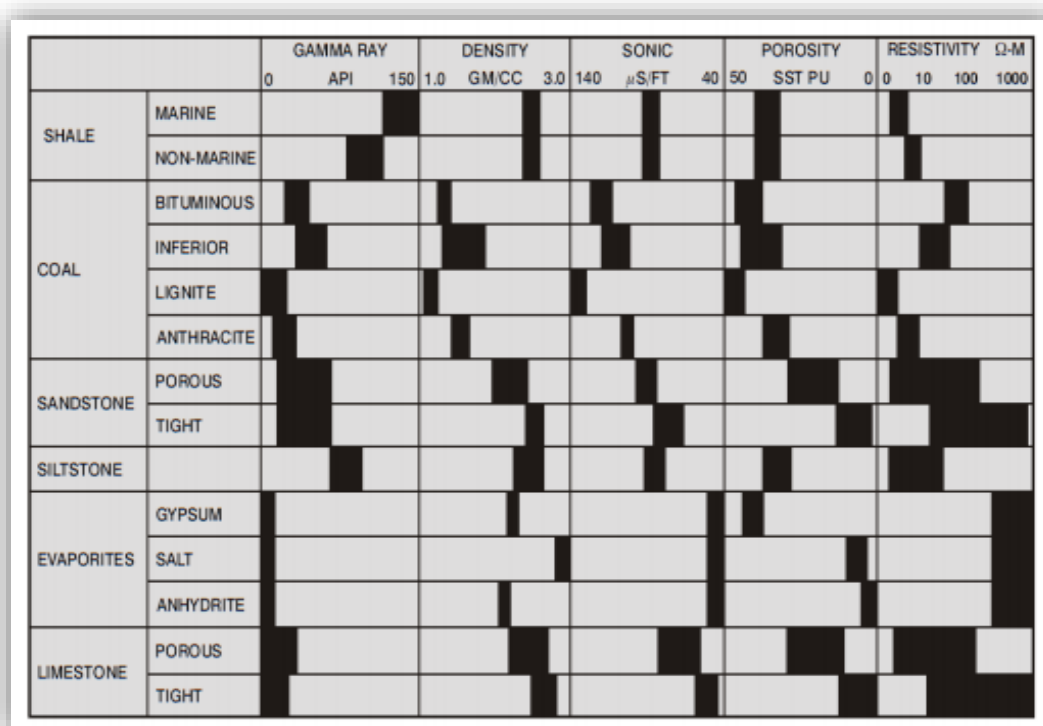 GAMMA RAY DENSITY SONIC POROSITY RESISTIVITY Ω-M
0 API 150 1.0 GM/CC 3.0 140 μS/FT 40 50 SST PU 0 0 10 100 1000
SHALE
MARINE
NON-MARINE
COAL
BITUMINOUS
INFERIOR
LIGNITE
ANTHRACITE
SANDSTONE
POROUS
TIGHT
SILTSTONE
EVAPORITES
GYPSUM
SALT
ANHYDRITE
LIMESTONE
POROUS
TIGHT